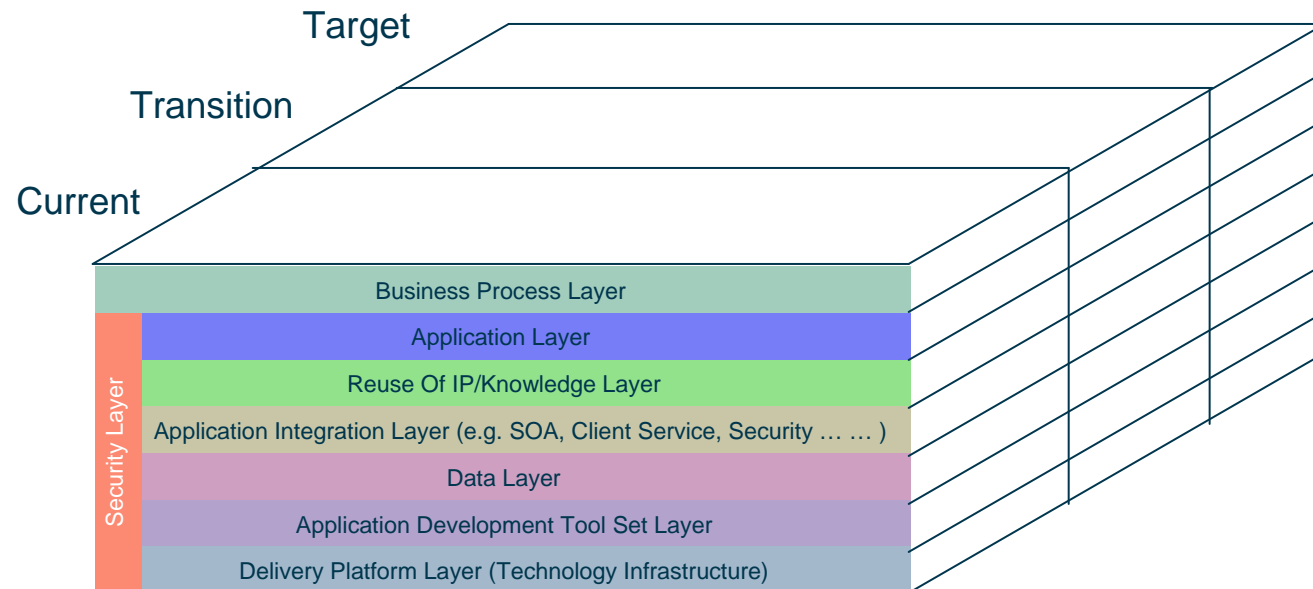 Target
Transition
Current
Business Process Layer
Application Layer
Reuse Of IP/Knowledge Layer
Application Integration Layer (e.g. SOA, Client Service, Security … … )
Data Layer
Application Development Tool Set Layer
Delivery Platform Layer (Technology Infrastructure)
Security Layer